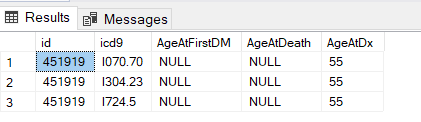 Results Messages
id icd9 AgeAtFirstDM AgeAtDeath AgeAtDx
1 451919 I070.70 NULL NULL 55
2 451919 I304.23 NULL NULL 55
3 451919 I724.5 NULL NULL 55